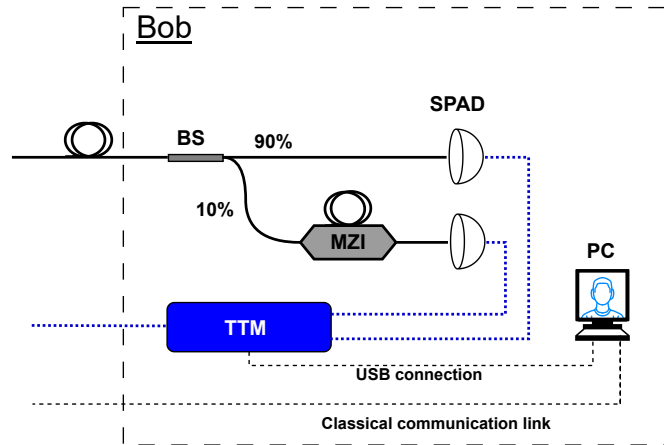 Bob
SPAD
BS
90%
10%
MZI
PC
TTM
USB connection
Classical communication link